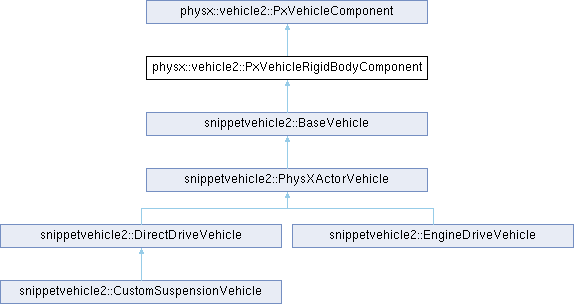 physx::vehicle2::PxVehicleComponent
physx::vehicle2::PxVehicleRigidBodyComponent
snippetvehicle2::BaseVehicle
snippetvehicle2::PhysXActorVehicle
snippetvehicle2::DirectDriveVehicle
snippetvehicle2::EngineDriveVehicle
snippetvehicle2::CustomSuspensionVehicle